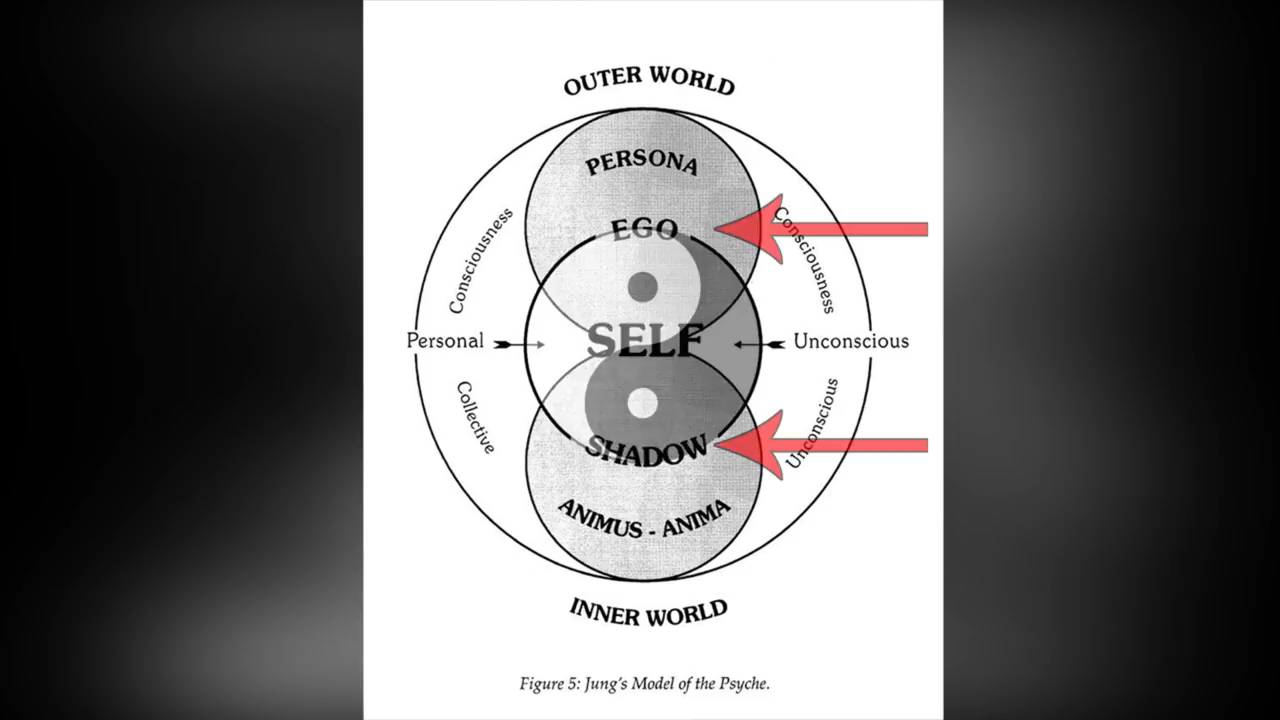 OUTER WORLD
PERSONA
EGO
Consciousness
Consciousness
SELF
Personal
Unconscious
Collective
Unconscious
SHADOW
ANIMUS - ANIMA
INNER WORLD
Figure 5: Jung's Model of the Psyche.